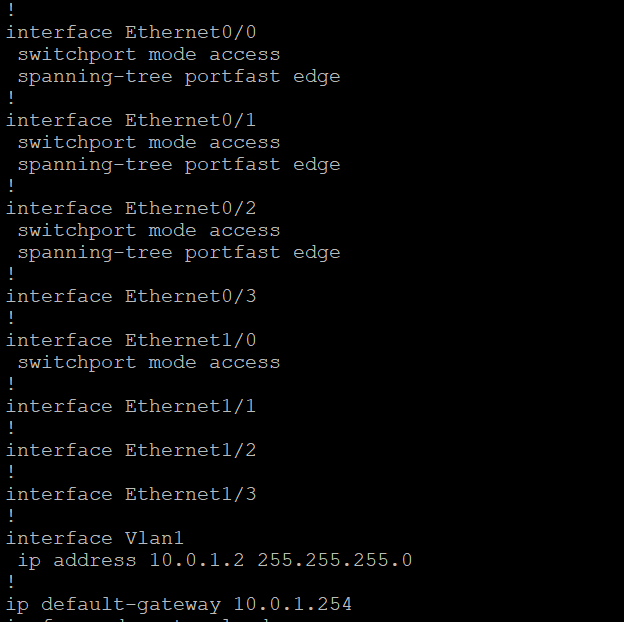 !
interface Ethernet0/0
 switchport mode access
 spanning-tree portfast edge
!
interface Ethernet0/1
 switchport mode access
 spanning-tree portfast edge
!
interface Ethernet0/2
 switchport mode access
 spanning-tree portfast edge
!
interface Ethernet0/3
!
interface Ethernet1/0
 switchport mode access
!
interface Ethernet1/1
!
interface Ethernet1/2
!
interface Ethernet1/3
!
interface Vlan1
 ip address 10.0.1.2 255.255.255.0
!
ip default-gateway 10.0.1.254